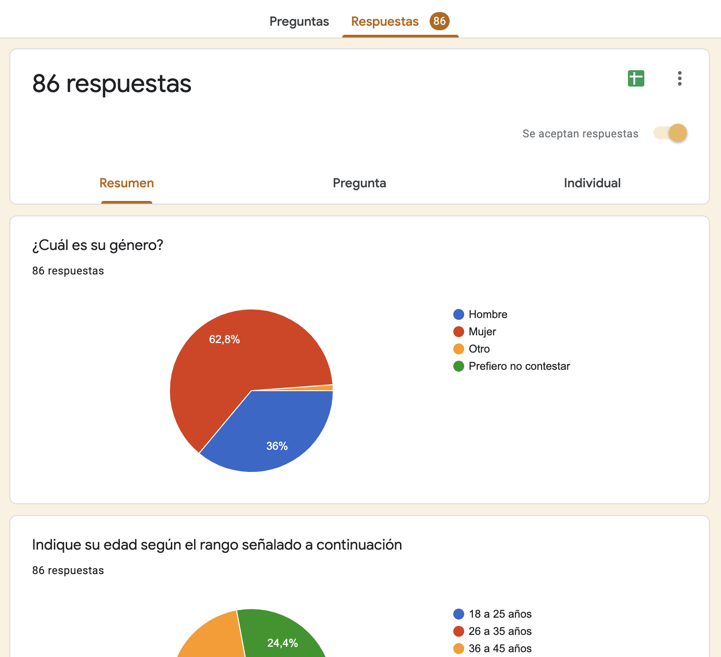 Preguntas Respuestas 86
86 respuestas
Se aceptan respuestas
Resumen Pregunta Individual
¿Cuál es su género?
86 respuestas
62,8%
36%
Hombre
Mujer
Otro
Prefiero no contestar
Indique su edad según el rango señalado a continuación
86 respuestas
24,4%
18 a 25 años
26 a 35 años
36 a 45 años